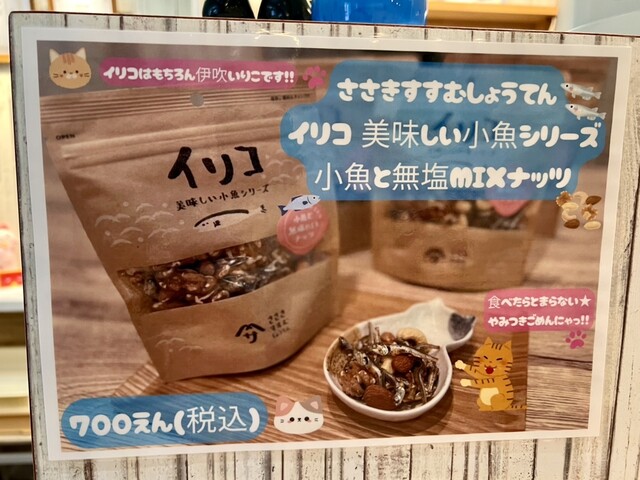 イリコはもちろん伊吹いりこです!!
ささきすすむしょうてん
イリコ 美味しい小魚シリーズ
小魚と無塩MIXナッツ
OPEN
イリコ
美味しい小魚シリーズ
食べたらとまらない★
やみつきごめんにゃっ!!
700えん(税込)